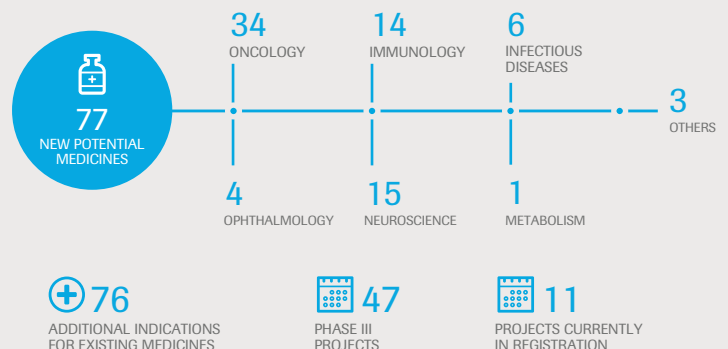 77
NEW POTENTIAL
MEDICINES
34
ONCOLOGY
14
IMMUNOLOGY
6
INFECTIOUS
DISEASES
3
OTHERS
4
OPHTHALMOLOGY
15
NEUROSCIENCE
1
METABOLISM
76
ADDITIONAL INDICATIONS
FOR EXISTING MEDICINES
47
PHASE III
PROJECTS
11
PROJECTS CURRENTLY
IN REGISTRATION